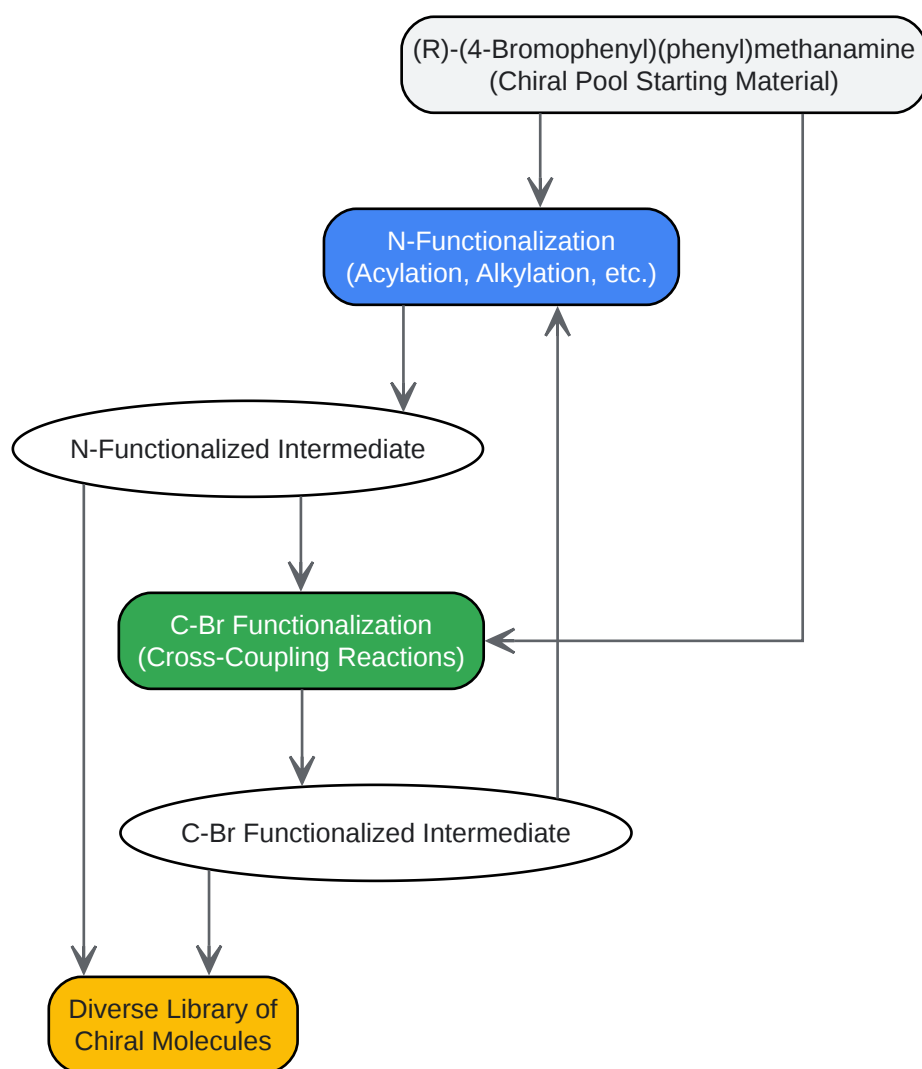 (R)-(4-Bromophenyl)(phenyl)methanamine
(Chiral Pool Starting Material)
N-Functionalization
(Acylation, Alkylation, etc.)
N-Functionalized Intermediate
C-Br Functionalization
(Cross-Coupling Reactions)
C-Br Functionalized Intermediate
Diverse Library of
Chiral Molecules